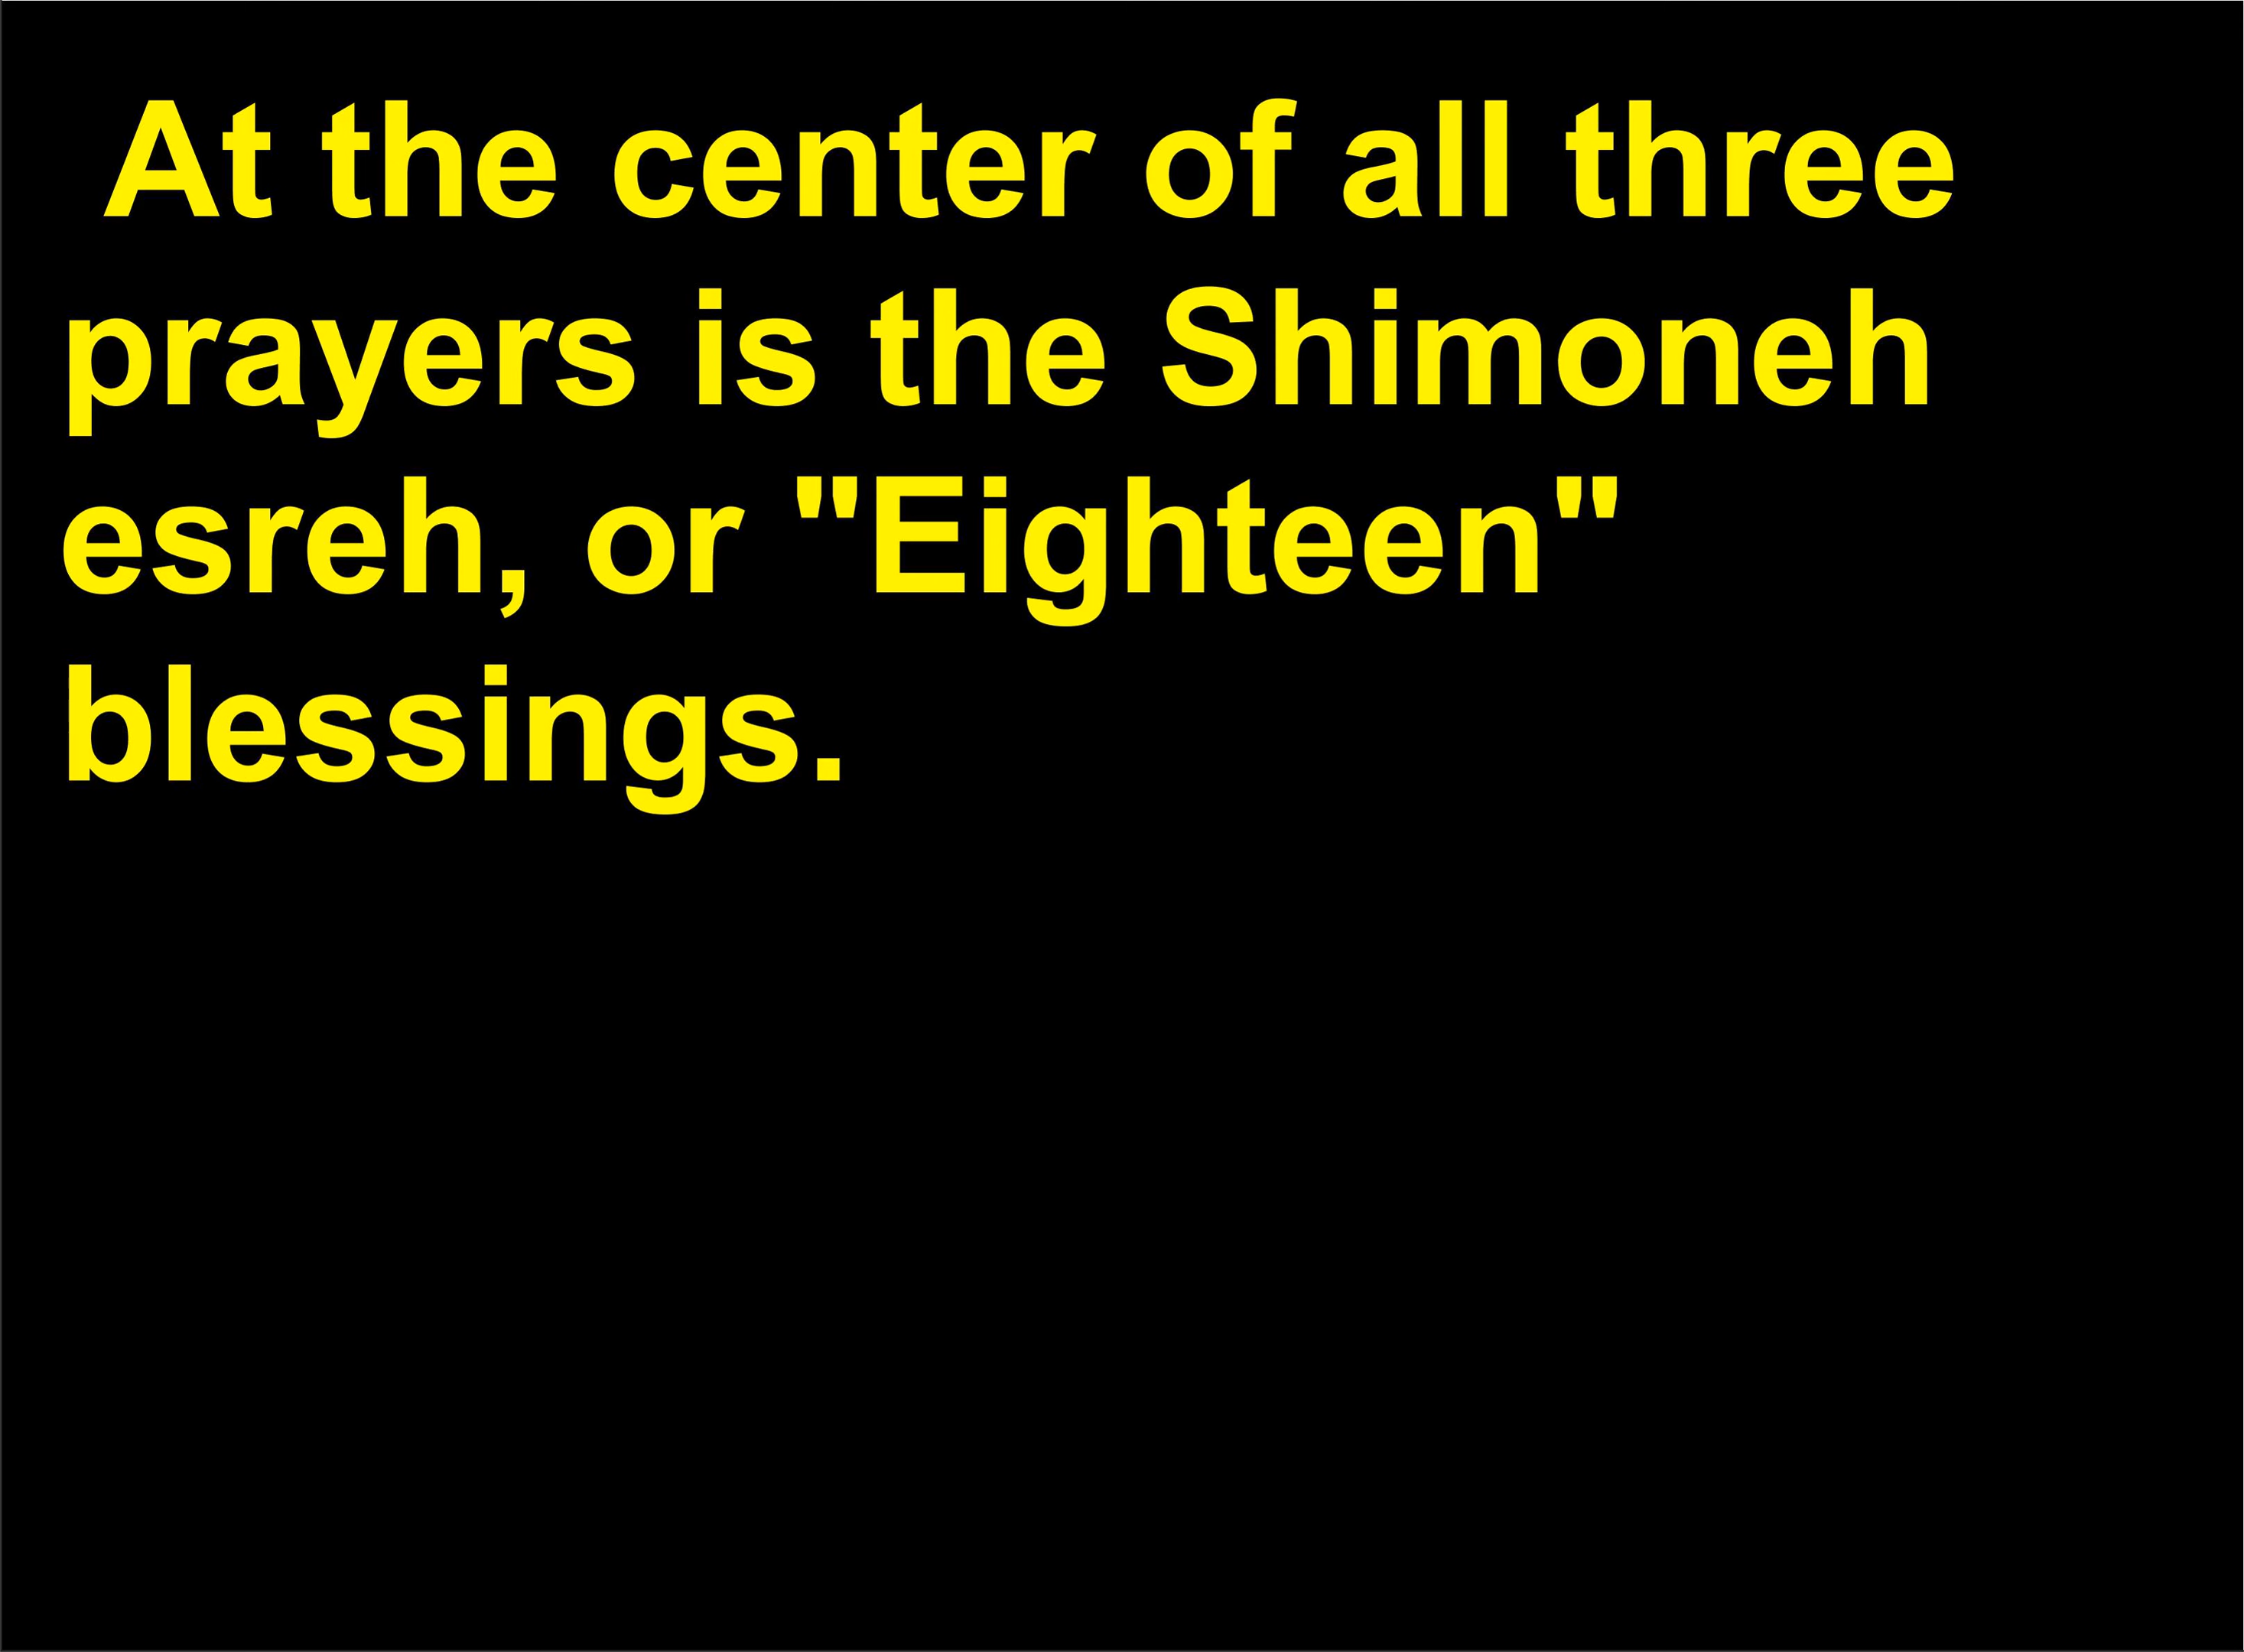 At the center of all three
prayers is the Shimoneh
esreh, or "Eighteen"
blessings.